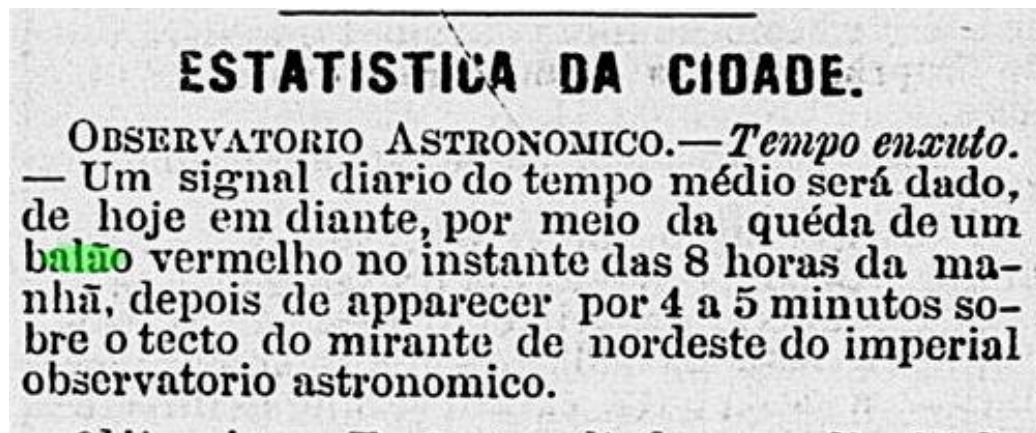 ESTATISTICA DA CIDADE.
OBSERVATORIO ASTRONOMICO.—Tempo enxuto.
— Um signal diario do tempo médio será dado,
de hoje em diante, por meio da quéda de um
balão vermelho no instante das 8 horas da ma-
nhã, depois de apparecer por 4 a 5 minutos so-
bre o tecto do mirante de nordeste do imperial
observatorio astronomico.